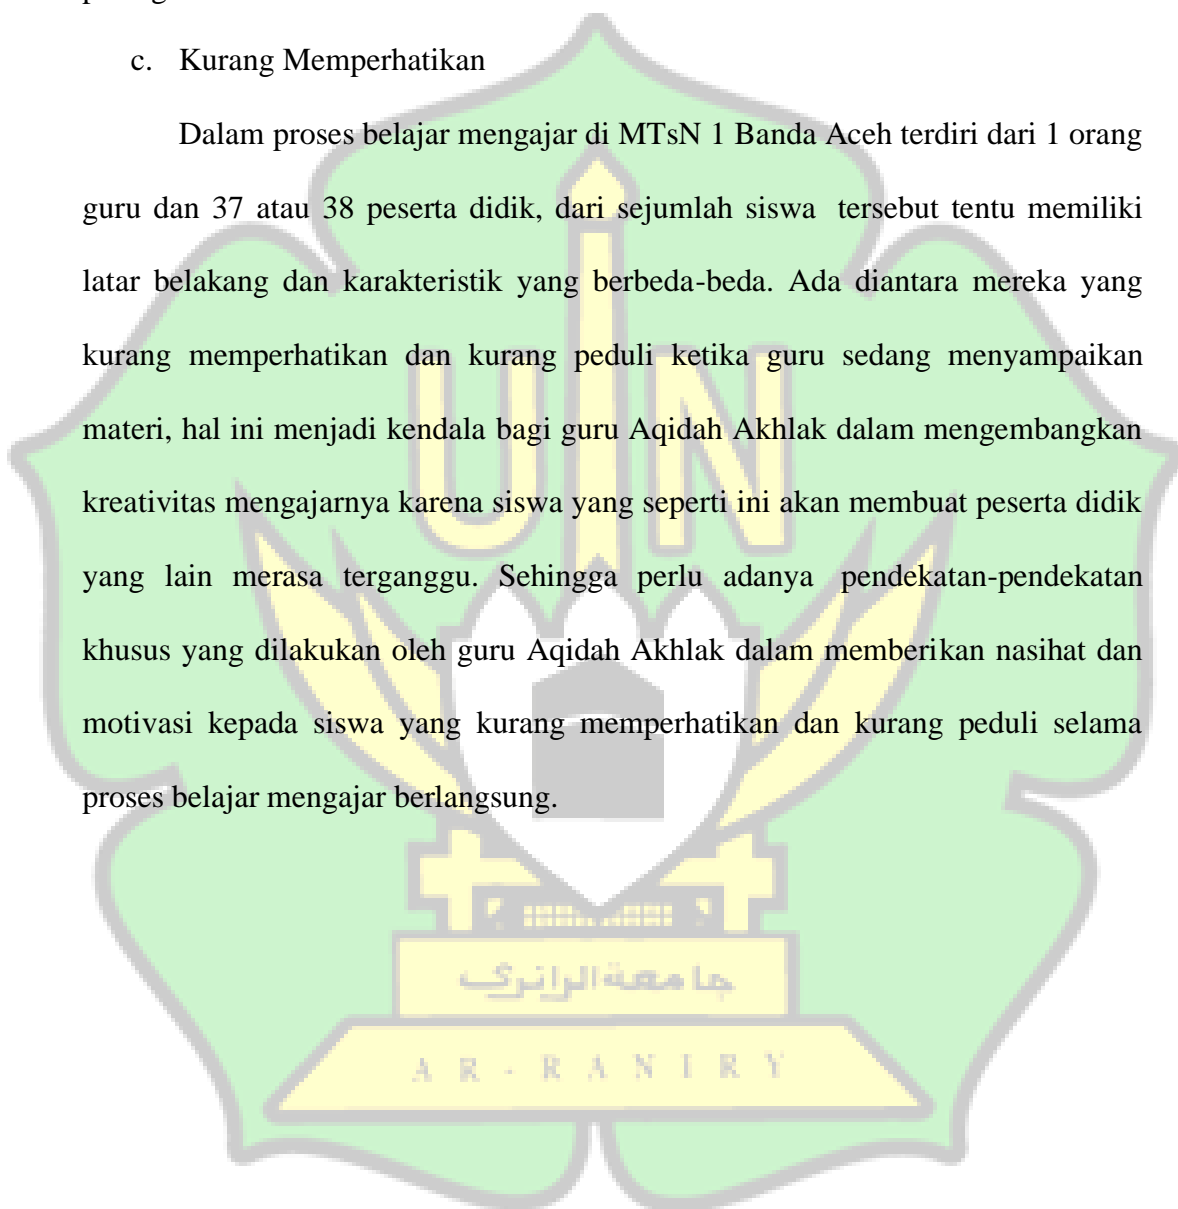 c. Kurang Memperhatikan
Dalam proses belajar mengajar di MTsN 1 Banda Aceh terdiri dari 1 orang
guru dan 37 atau 38 peserta didik, dari sejumlah siswa tersebut tentu memiliki
latar belakang dan karakteristik yang berbeda-beda. Ada diantara mereka yang
kurang memperhatikan dan kurang peduli ketika guru sedang menyampaikan
materi, hal ini menjadi kendala bagi guru Aqidah Akhlak dalam mengembangkan
kreativitas mengajarnya karena siswa yang seperti ini akan membuat peserta didik
yang lain merasa terganggu. Sehingga perlu adanya pendekatan-pendekatan
khusus yang dilakukan oleh guru Aqidah Akhlak dalam memberikan nasihat dan
motivasi kepada siswa yang kurang memperhatikan dan kurang peduli selama
proses belajar mengajar berlangsung.
UIN
جامعة الرانري
AR-RANIRY